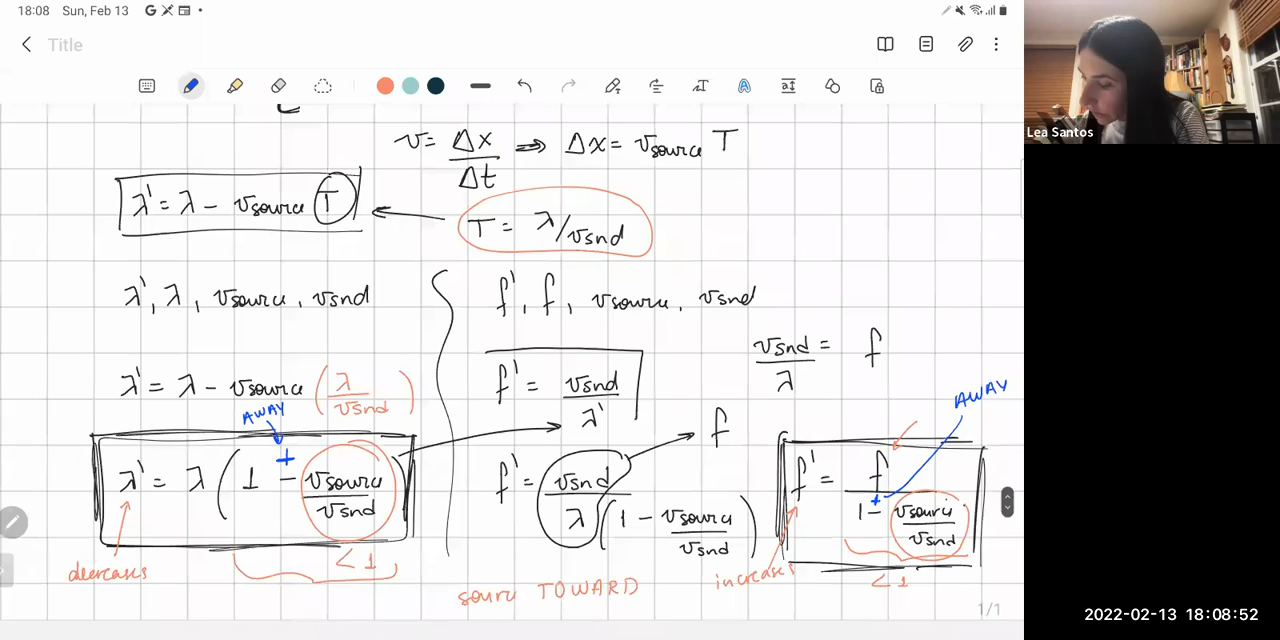 18:08 Sun, Feb 13 G
Title
Lea Santos
v = Δx/Δt ⇒ Δx = vsource T
λ' = λ - vsource T
T = λ/vsnd
λ', λ, vsource, vsnd
f', f, vsource, vsnd
vsnd/λ = f
λ' = λ - vsource (λ/vsnd)
f' = vsnd/λ'
AWAY
AWAY
f
λ' = λ (1 +- vsource/vsnd)
f' = vsnd/λ (1 - vsource/vsnd)
f' = f/(1 +- vsource/vsnd)
decreases
< 1
source TOWARD
increases
< 1
1/1
2022-02-13 18:08:52